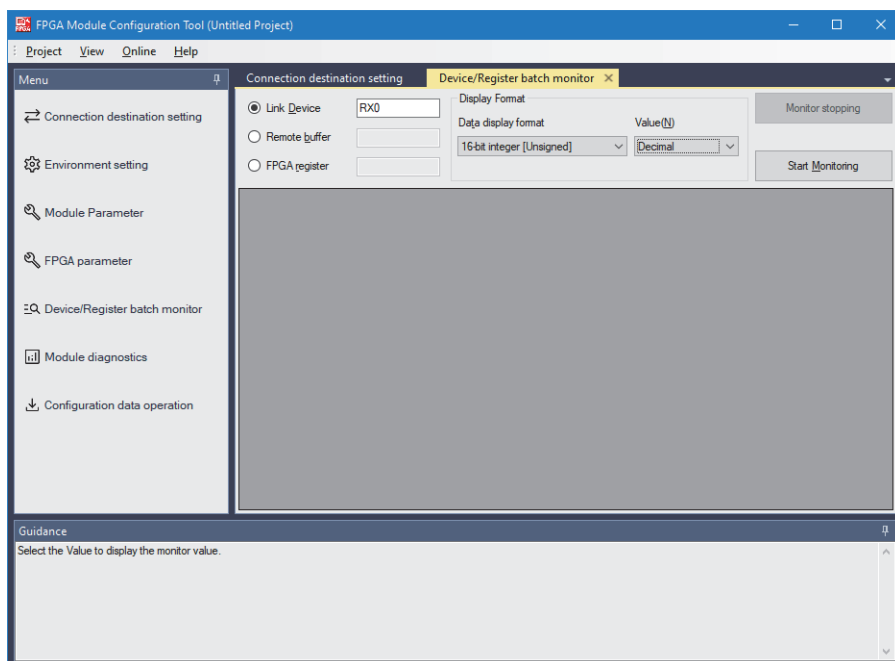 FPGA Module Configuration Tool (Untitled Project)
Project View Online Help
Menu
Connection destination setting
Environment setting
Module Parameter
FPGA parameter
Device/Register batch monitor
Module diagnostics
Configuration data operation
Connection destination setting Device/Register batch monitor
Link Device RX0
Remote buffer
FPGA register
Display Format
Data display format Value(N)
16-bit integer [Unsigned] Decimal
Monitor stopping
Start Monitoring
Guidance
Select the Value to display the monitor value.